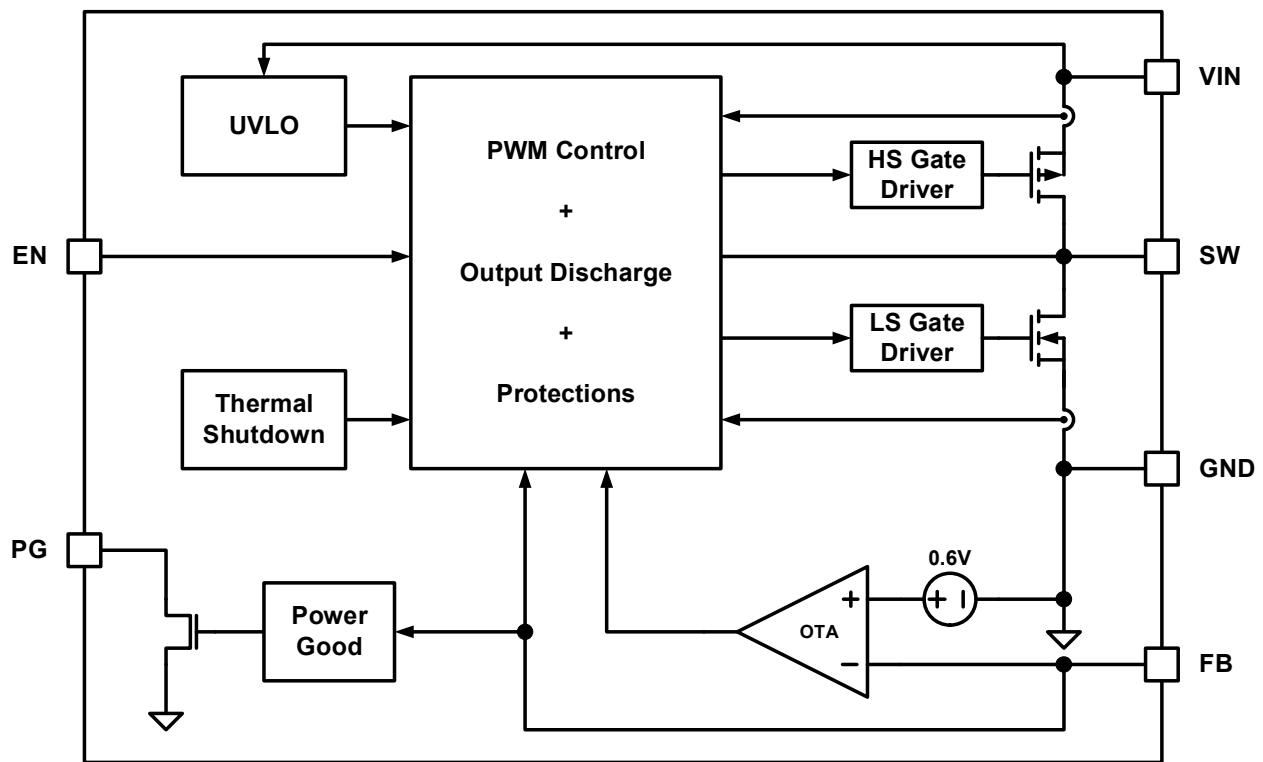 VIN
UVLO
PWM Control
+
Output Discharge
+
Protections
HS Gate
Driver
EN
SW
LS Gate
Driver
Thermal
Shutdown
GND
PG
0.6V
Power
Good
+
+ –
OTA
–
FB